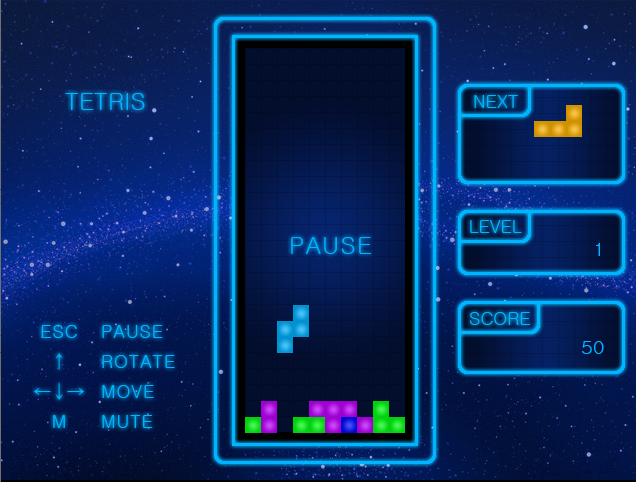 TETRIS
ESC PAUSE
↑ ROTATE
←↓→ MOVE
M MUTE
PAUSE
NEXT
LEVEL
1
SCORE
50